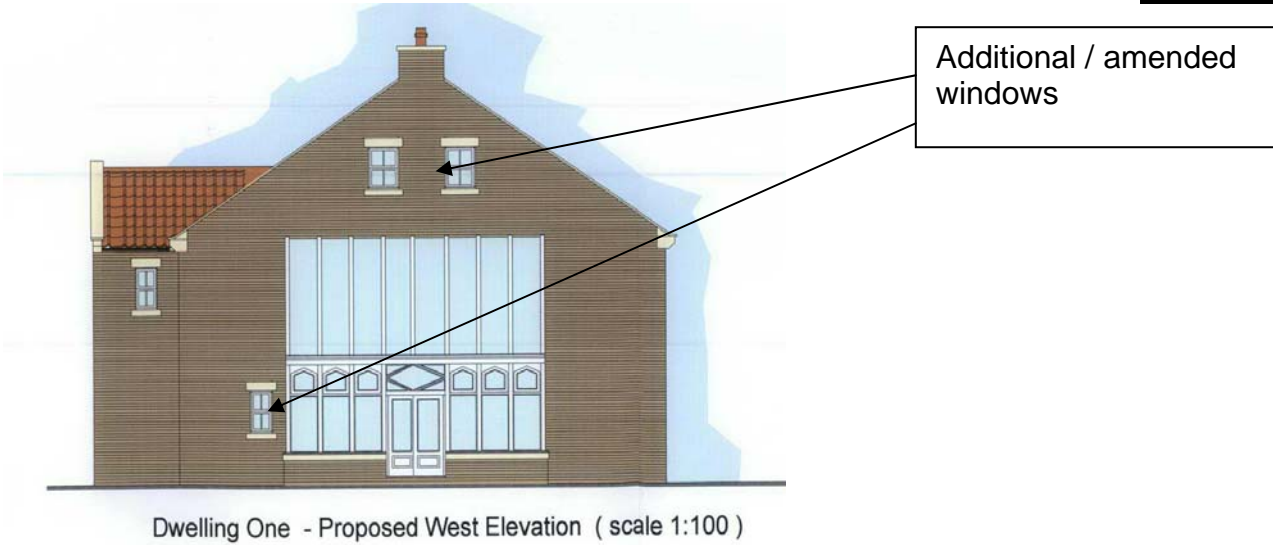 Additional / amended
windows
Dwelling One - Proposed West Elevation ( scale 1:100 )